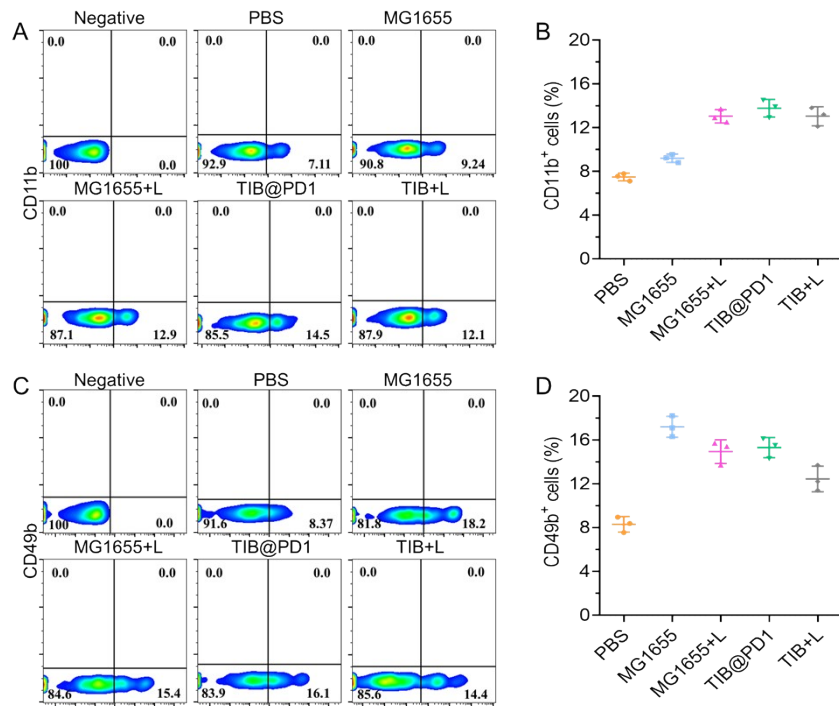 A
Negative
PBS
MG1655
0.0 0.0 0.0 0.0 0.0 0.0
100 0.0 92.9 7.11 90.8 9.24
CD11b
MG1655+L
TIB@PD1
TIB+L
0.0 0.0 0.0 0.0 0.0 0.0
87.1 12.9 85.5 14.5 87.9 12.1
B
CD11b+ cells (%)
20
16
12
8
4
0
PBS
MG1655
MG1655+L
TIB@PD1
TIB+L
C
Negative
PBS
MG1655
0.0 0.0 0.0 0.0 0.0 0.0
100 0.0 91.6 8.37 81.8 18.2
CD49b
MG1655+L
TIB@PD1
TIB+L
0.0 0.0 0.0 0.0 0.0 0.0
84.6 15.4 83.9 16.1 85.6 14.4
D
CD49b+ cells (%)
20
16
12
8
4
0
PBS
MG1655
MG1655+L
TIB@PD1
TIB+L